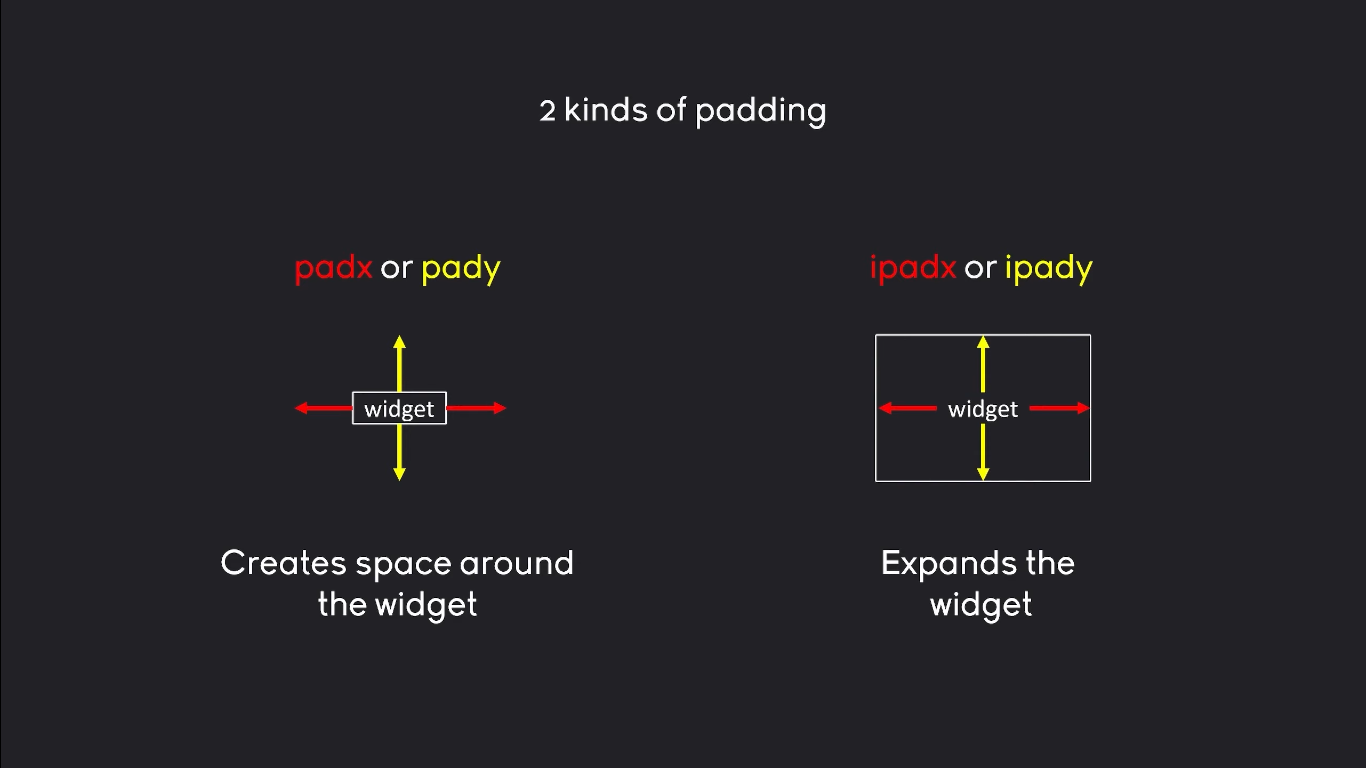 2 kinds of padding
padx or pady
ipadx or ipady
widget
widget
Creates space around
the widget
Expands the
widget